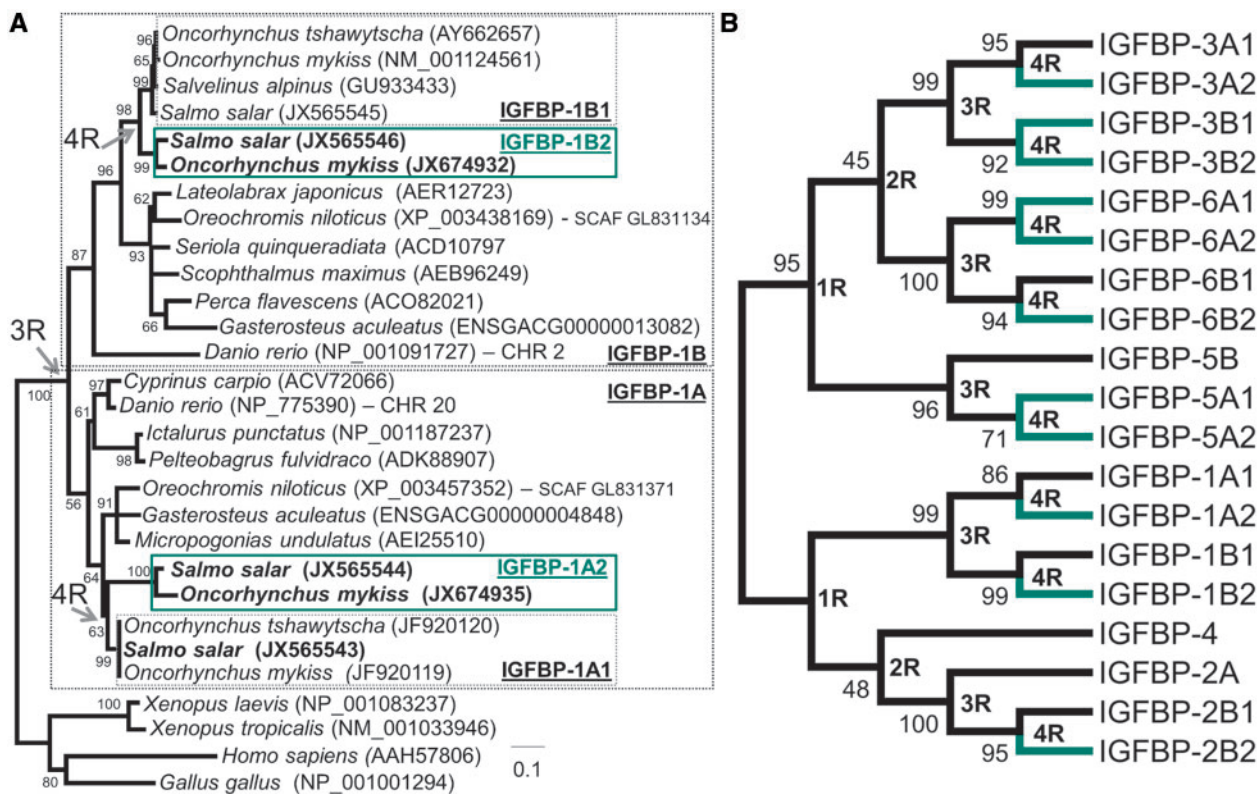 A
96
Oncorhynchus tshawytscha (AY662657)
65
Oncorhynchus mykiss (NM_001124561)
99
Salvelinus alpinus (GU933433)
98
Salmo salar (JX565545) IGFBP-1B1
4R
Salmo salar (JX565546) IGFBP-1B2
99
Oncorhynchus mykiss (JX674932)
96
62
Lateolabrax japonicus (AER12723)
Oreochromis niloticus (XP_003438169) - SCAF GL831134
87
93
Seriola quinqueradiata (ACD10797
Scophthalmus maximus (AEB96249)
Perca flavescens (ACO82021)
66
Gasterosteus aculeatus (ENSGACG00000013082)
3R
Danio rerio (NP_001091727) – CHR 2 IGFBP-1B
100
97
Cyprinus carpio (ACV72066) IGFBP-1A
61
Danio rerio (NP_775390) – CHR 20
Ictalurus punctatus (NP_001187237)
98
Pelteobagrus fulvidraco (ADK88907)
56
91
Oreochromis niloticus (XP_003457352) – SCAF GL831371
Gasterosteus aculeatus (ENSGACG00000004848)
Micropogonias undulatus (AEI25510)
64
100
Salmo salar (JX565544) IGFBP-1A2
4R
Oncorhynchus mykiss (JX674935)
63
Oncorhynchus tshawytscha (JF920120)
Salmo salar (JX565543)
99
Oncorhynchus mykiss (JF920119) IGFBP-1A1
100
Xenopus laevis (NP_001083237)
Xenopus tropicalis (NM_001033946)
Homo sapiens (AAH57806)
0.1
80
Gallus gallus (NP_001001294)
B
95
4R
IGFBP-3A1
IGFBP-3A2
99
3R
4R
92
IGFBP-3B1
IGFBP-3B2
45
2R
99
4R
IGFBP-6A1
IGFBP-6A2
100
3R
4R
94
IGFBP-6B1
IGFBP-6B2
95
1R
3R
96
IGFBP-5B
4R
71
IGFBP-5A1
IGFBP-5A2
86
4R
IGFBP-1A1
IGFBP-1A2
99
3R
4R
99
IGFBP-1B1
IGFBP-1B2
1R
IGFBP-4
2R
48
IGFBP-2A
3R
100
4R
95
IGFBP-2B1
IGFBP-2B2